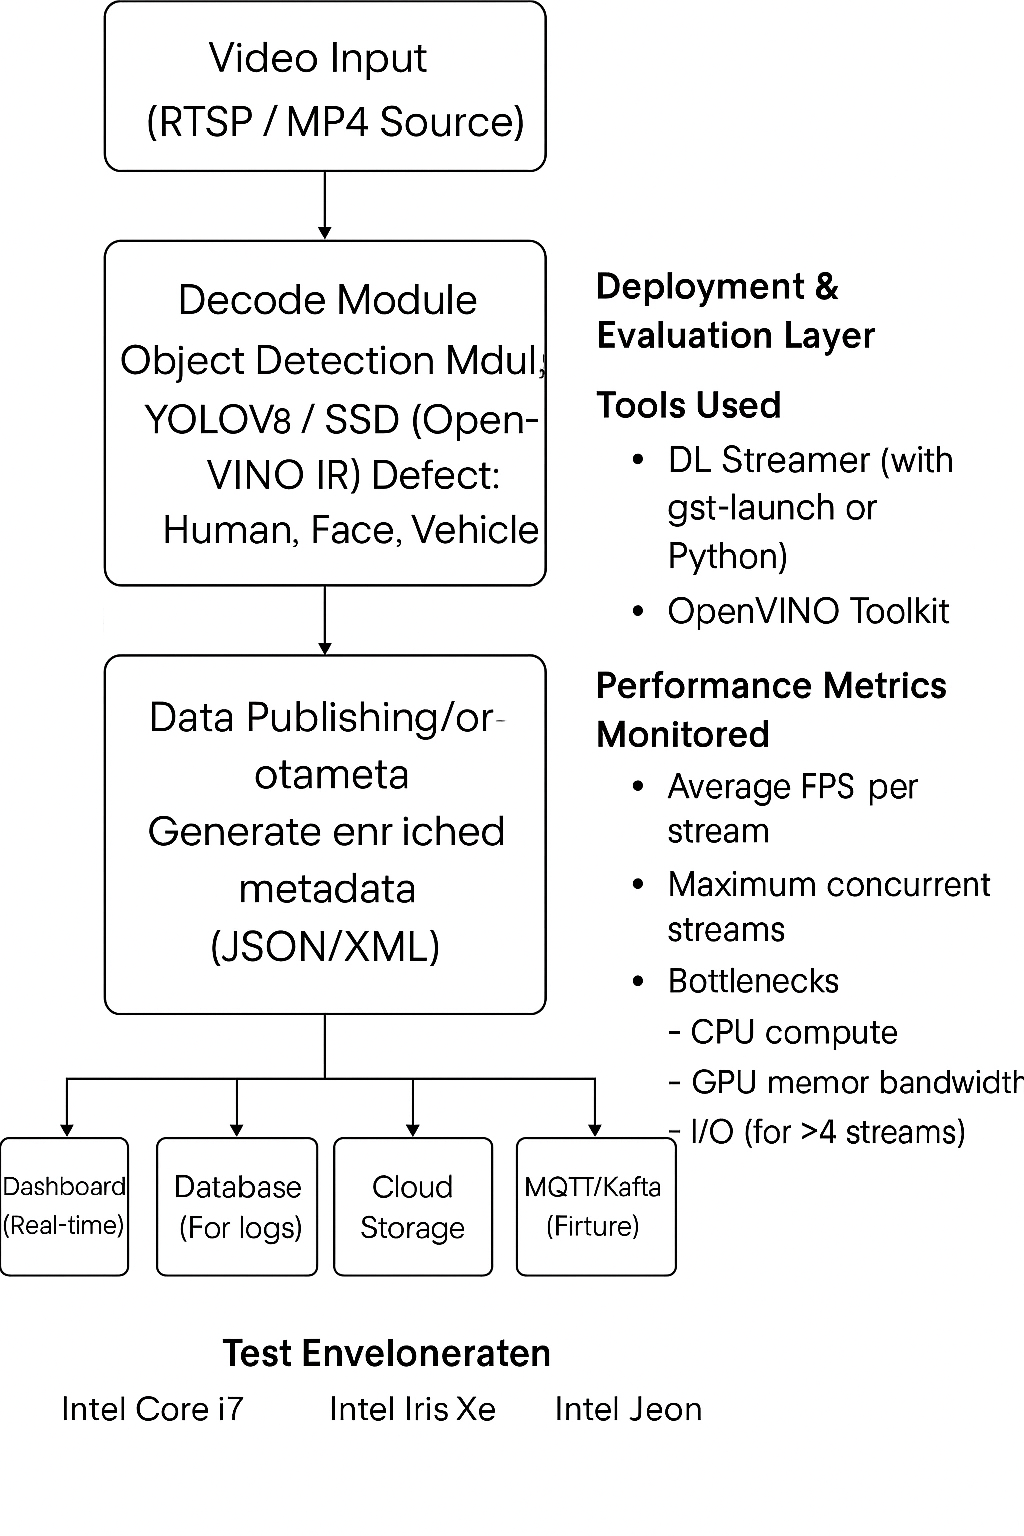 Video Input
(RTSP / MP4 Source)
Decode Module
Object Detection Mdul;
YOLOV8 / SSD (Open-
VINO IR) Defect:
Human, Face, Vehicle
Data Publishing/or-
otameta
Generate enr iched
metadata
(JSON/XML)
Dashboard
(Real-time)
Database
(For logs)
Cloud
Storage
MQTT/Kafta
(Firture)
Deployment &
Evaluation Layer
Tools Used
• DL Streamer (with
gst-launch or
Python)
• OpenVINO Toolkit
Performance Metrics
Monitored
• Average FPS per
stream
• Maximum concurrent
streams
• Bottlenecks
- CPU compute
- GPU memor bandwidth
- I/O (for >4 streams)
Test Enveloneraten
Intel Core i7
Intel Iris Xe
Intel Jeon